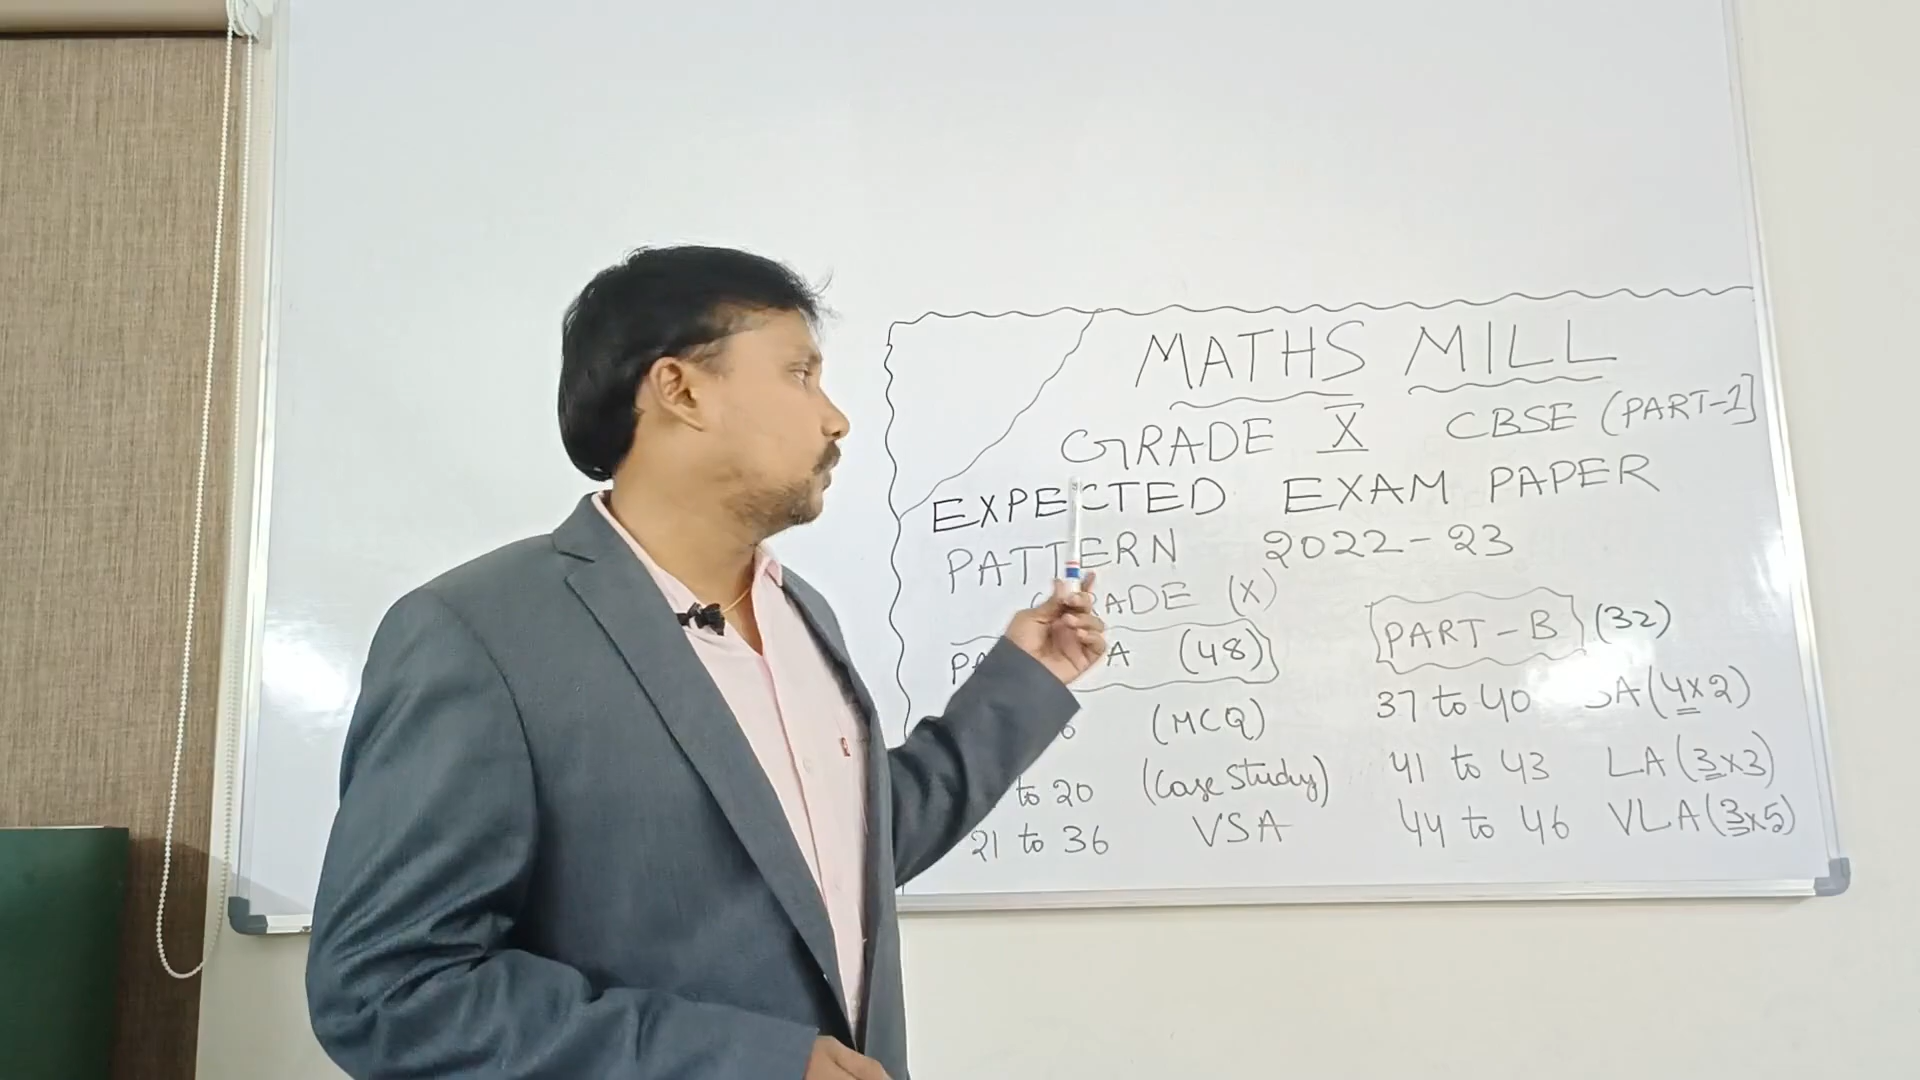 MATHS MILL
GRADE X CBSE (PART-1]
EXPECTED EXAM PAPER
PATTERN 2022-23
GRADE (X)
A (48)
(MCQ)
to 20 (Case Study)
21 to 36 VSA
PART-B (32)
37 to 40 SA (4x2)
41 to 43 LA (3x3)
44 to 46 VLA (3x5)